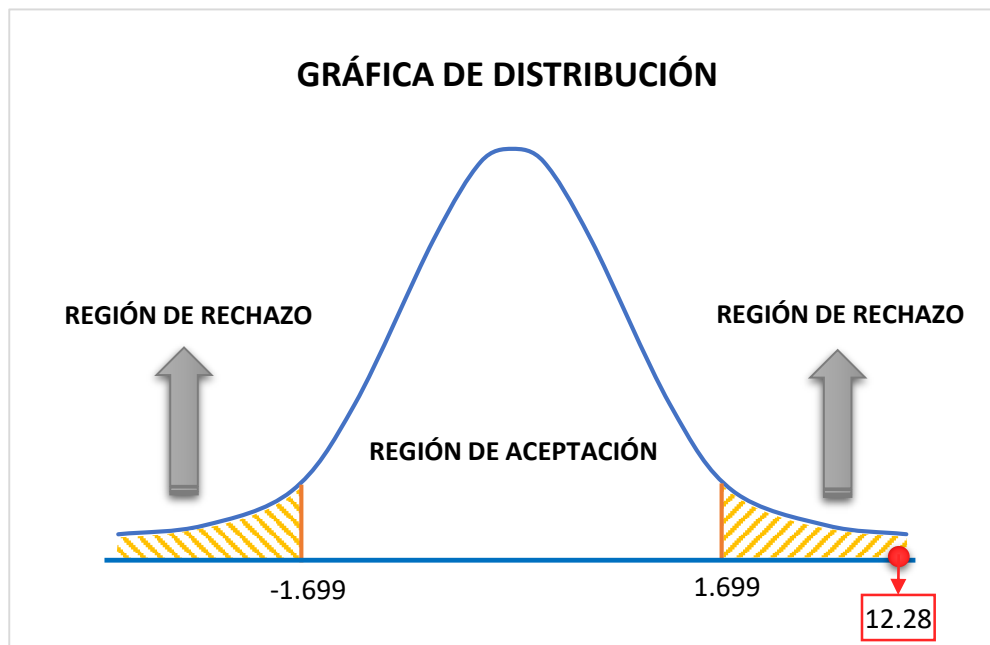 GRÁFICA DE DISTRIBUCIÓN
REGIÓN DE RECHAZO
REGIÓN DE RECHAZO
REGIÓN DE ACEPTACIÓN
-1.699
1.699
12.28